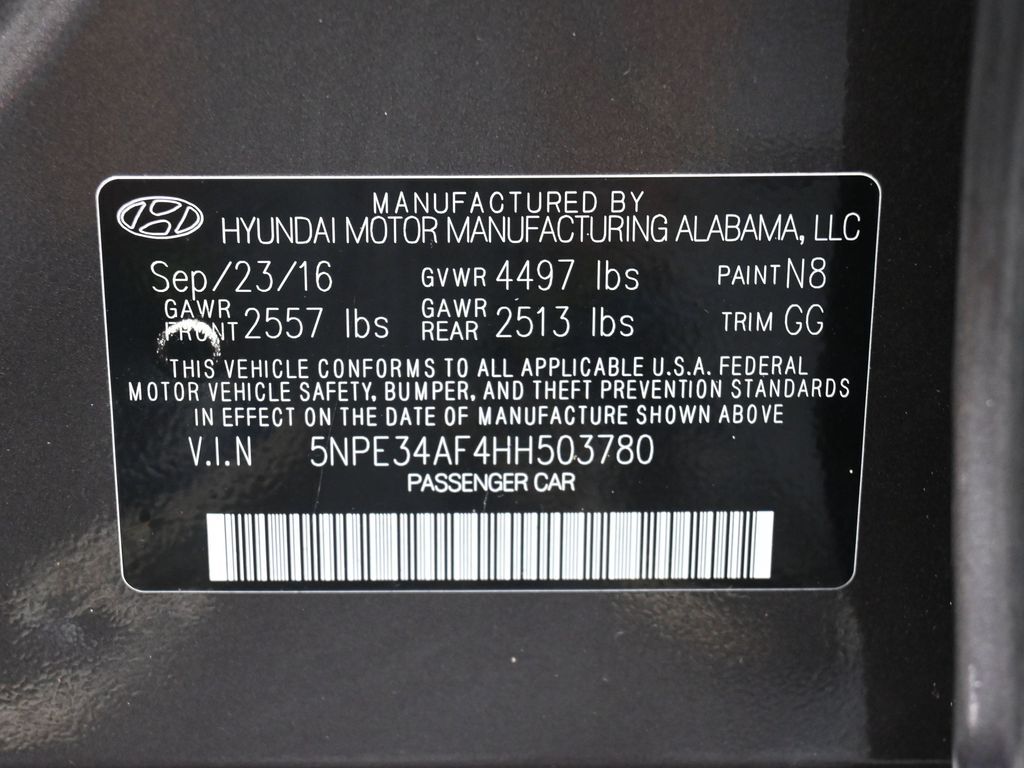 MANUFACTURED BY
HYUNDAI MOTOR MANUFACTURING ALABAMA, LLC
Sep/23/16 GVWR 4497 lbs PAINT N8
GAWR FRONT 2557 lbs GAWR REAR 2513 lbs TRIM GG
THIS VEHICLE CONFORMS TO ALL APPLICABLE U.S.A. FEDERAL
MOTOR VEHICLE SAFETY, BUMPER, AND THEFT PREVENTION STANDARDS
IN EFFECT ON THE DATE OF MANUFACTURE SHOWN ABOVE
V.I.N 5NPE34AF4HH503780
PASSENGER CAR